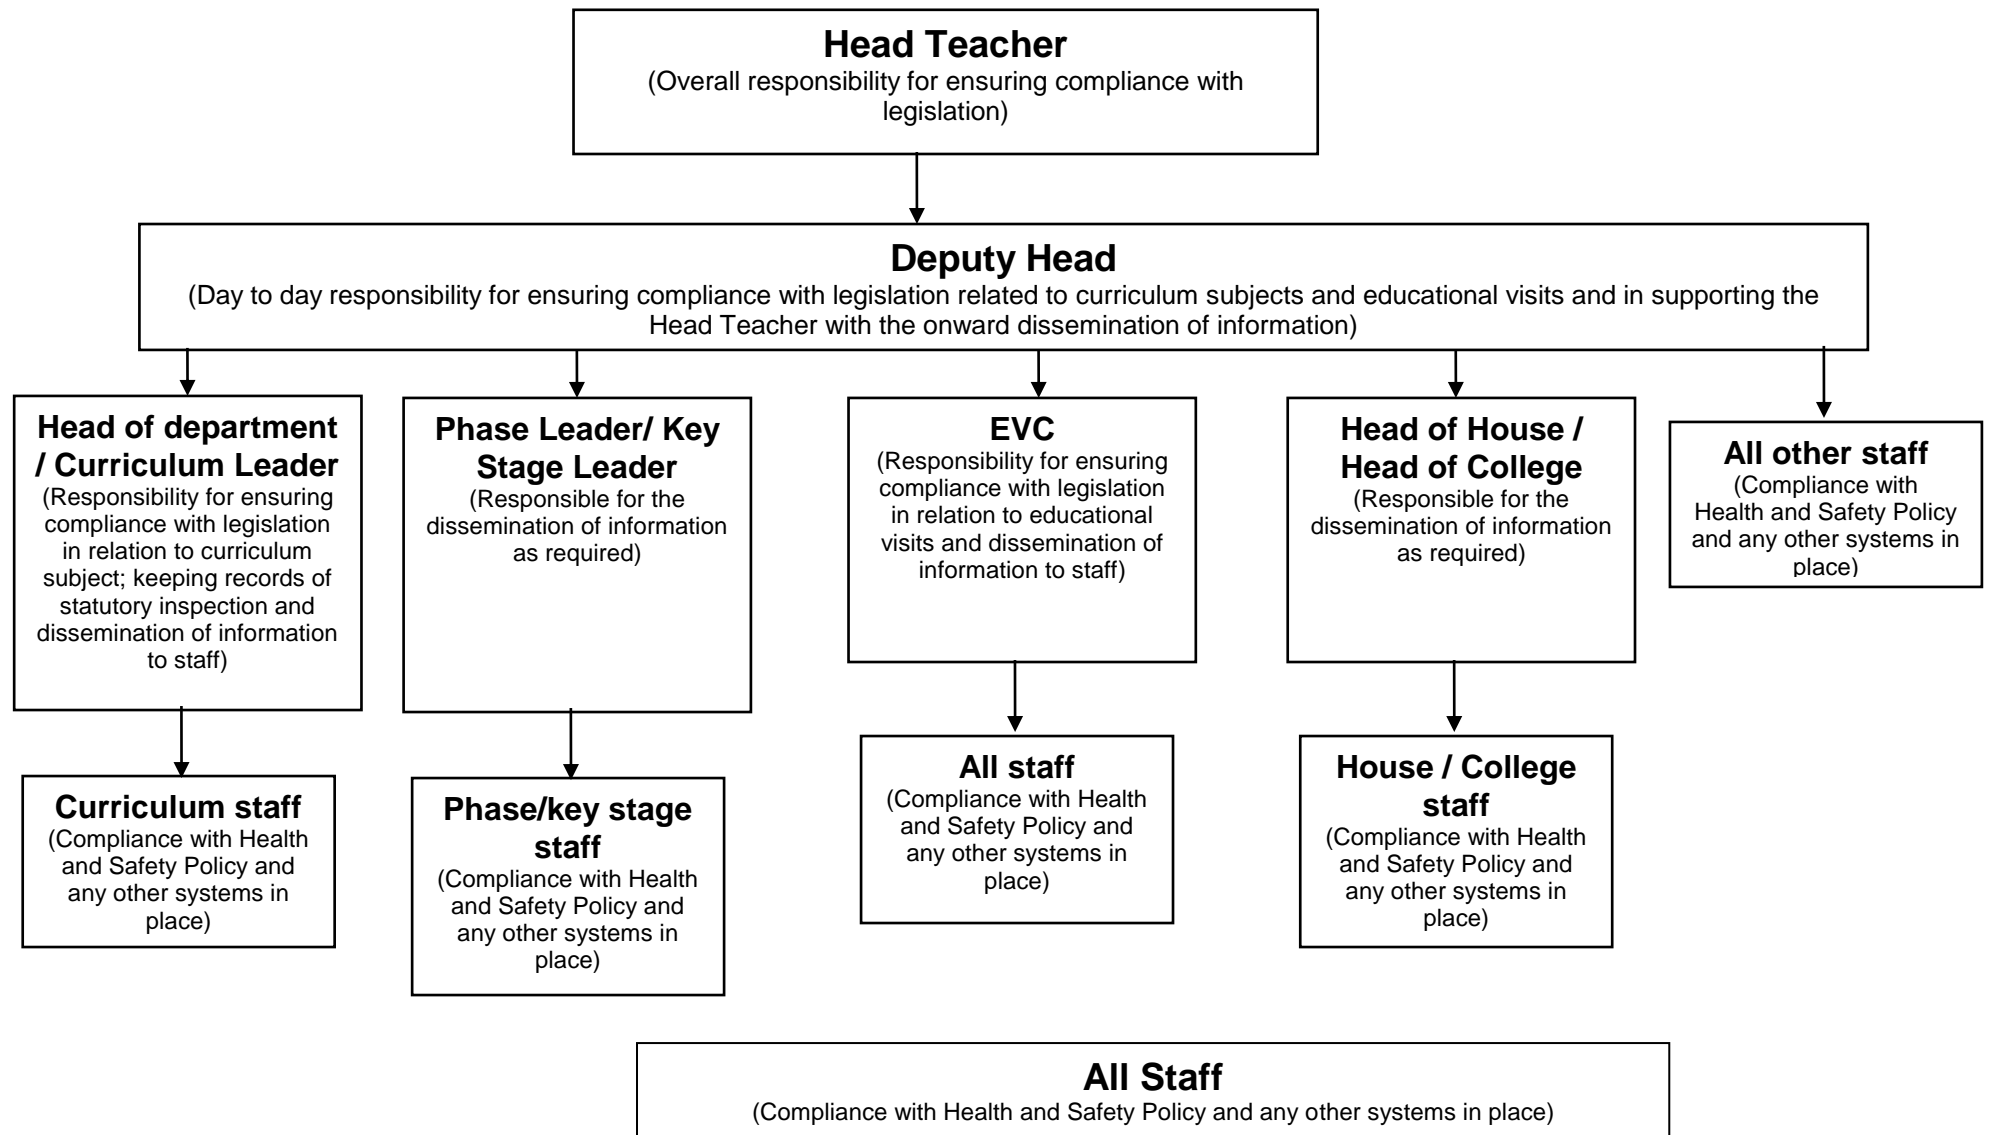 Head Teacher
(Overall responsibility for ensuring compliance with
legislation)
Deputy Head
(Day to day responsibility for ensuring compliance with legislation related to curriculum subjects and educational visits and in supporting the
Head Teacher with the onward dissemination of information)
Head of department
/ Curriculum Leader
(Responsibility for ensuring
compliance with legislation
in relation to curriculum
subject; keeping records of
statutory inspection and
dissemination of information
to staff)
Phase Leader/ Key
Stage Leader
(Responsible for the
dissemination of information
as required)
EVC
(Responsibility for ensuring
compliance with legislation
in relation to educational
visits and dissemination of
information to staff)
Head of House /
Head of College
(Responsible for the
dissemination of information
as required)
All other staff
(Compliance with
Health and Safety Policy
and any other systems in
place)
Curriculum staff
(Compliance with Health
and Safety Policy and
any other systems in
place)
Phase/key stage
staff
(Compliance with Health
and Safety Policy and
any other systems in
place)
All staff
(Compliance with Health
and Safety Policy and
any other systems in
place)
House / College
staff
(Compliance with Health
and Safety Policy and
any other systems in
place)
All Staff
(Compliance with Health and Safety Policy and any other systems in place)